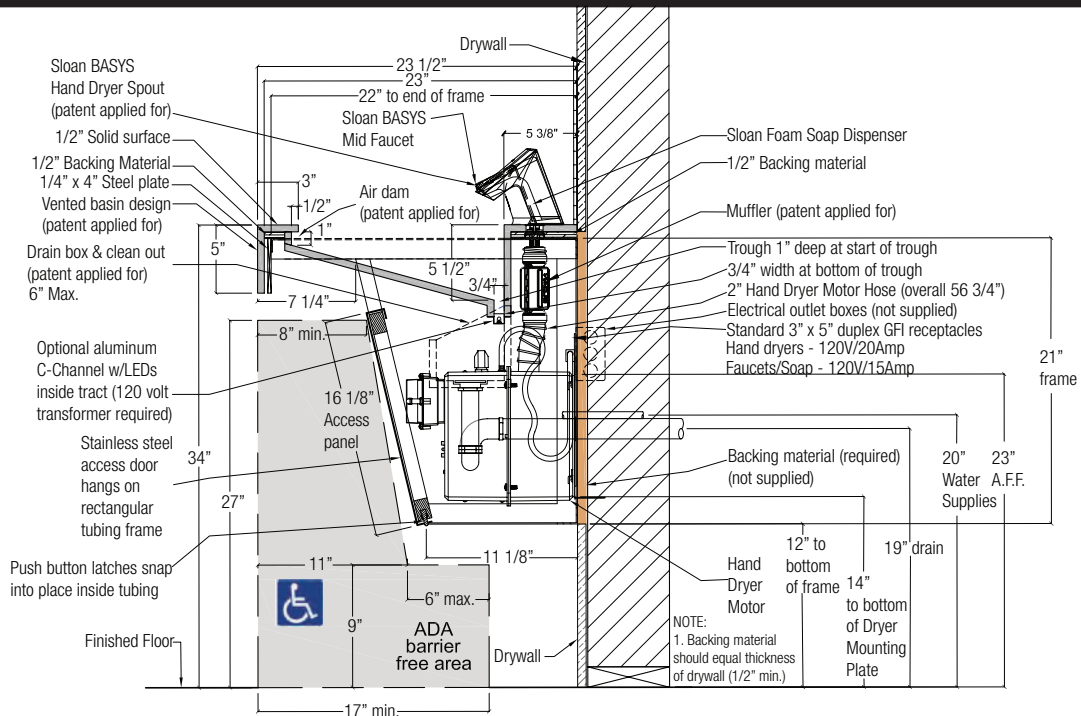 Drywall
23 1/2”
23”
22” to end of frame
Sloan BASYS
Hand Dryer Spout
(patent applied for)
1/2” Solid surface
1/2” Backing Material
1/4” x 4” Steel plate
Vented basin design
(patent applied for)
Drain box & clean out
(patent applied for)
6” Max.
Sloan BASYS
Mid Faucet
5 3/8”
3”
1/2”
1”
5”
Air dam
(patent applied for)
5 1/2”
3/4”
7 1/4”
8” min.
Sloan Foam Soap Dispenser
1/2” Backing material
Muffler (patent applied for)
Trough 1” deep at start of trough
3/4” width at bottom of trough
2” Hand Dryer Motor Hose (overall 56 3/4”)
Electrical outlet boxes (not supplied)
Standard 3” x 5” duplex GFI receptacles
Hand dryers - 120V/20Amp
Faucets/Soap - 120V/15Amp
21”
frame
Optional aluminum
C-Channel w/LEDs
inside tract (120 volt
transformer required)
16 1/8”
Access
panel
Stainless steel
access door
hangs on
rectangular
tubing frame
34”
27”
Backing material (required)
(not supplied)
20”
Water
Supplies
23”
A.F.F.
Push button latches snap
into place inside tubing
11”
11 1/8”
6” max.
9”
ADA
barrier
free area
Hand
Dryer
Motor
12” to
bottom
of frame
19” drain
14”
to bottom
of Dryer
Mounting
Plate
NOTE:
1. Backing material
should equal thickness
of drywall (1/2” min.)
Finished Floor
Drywall
17” min.